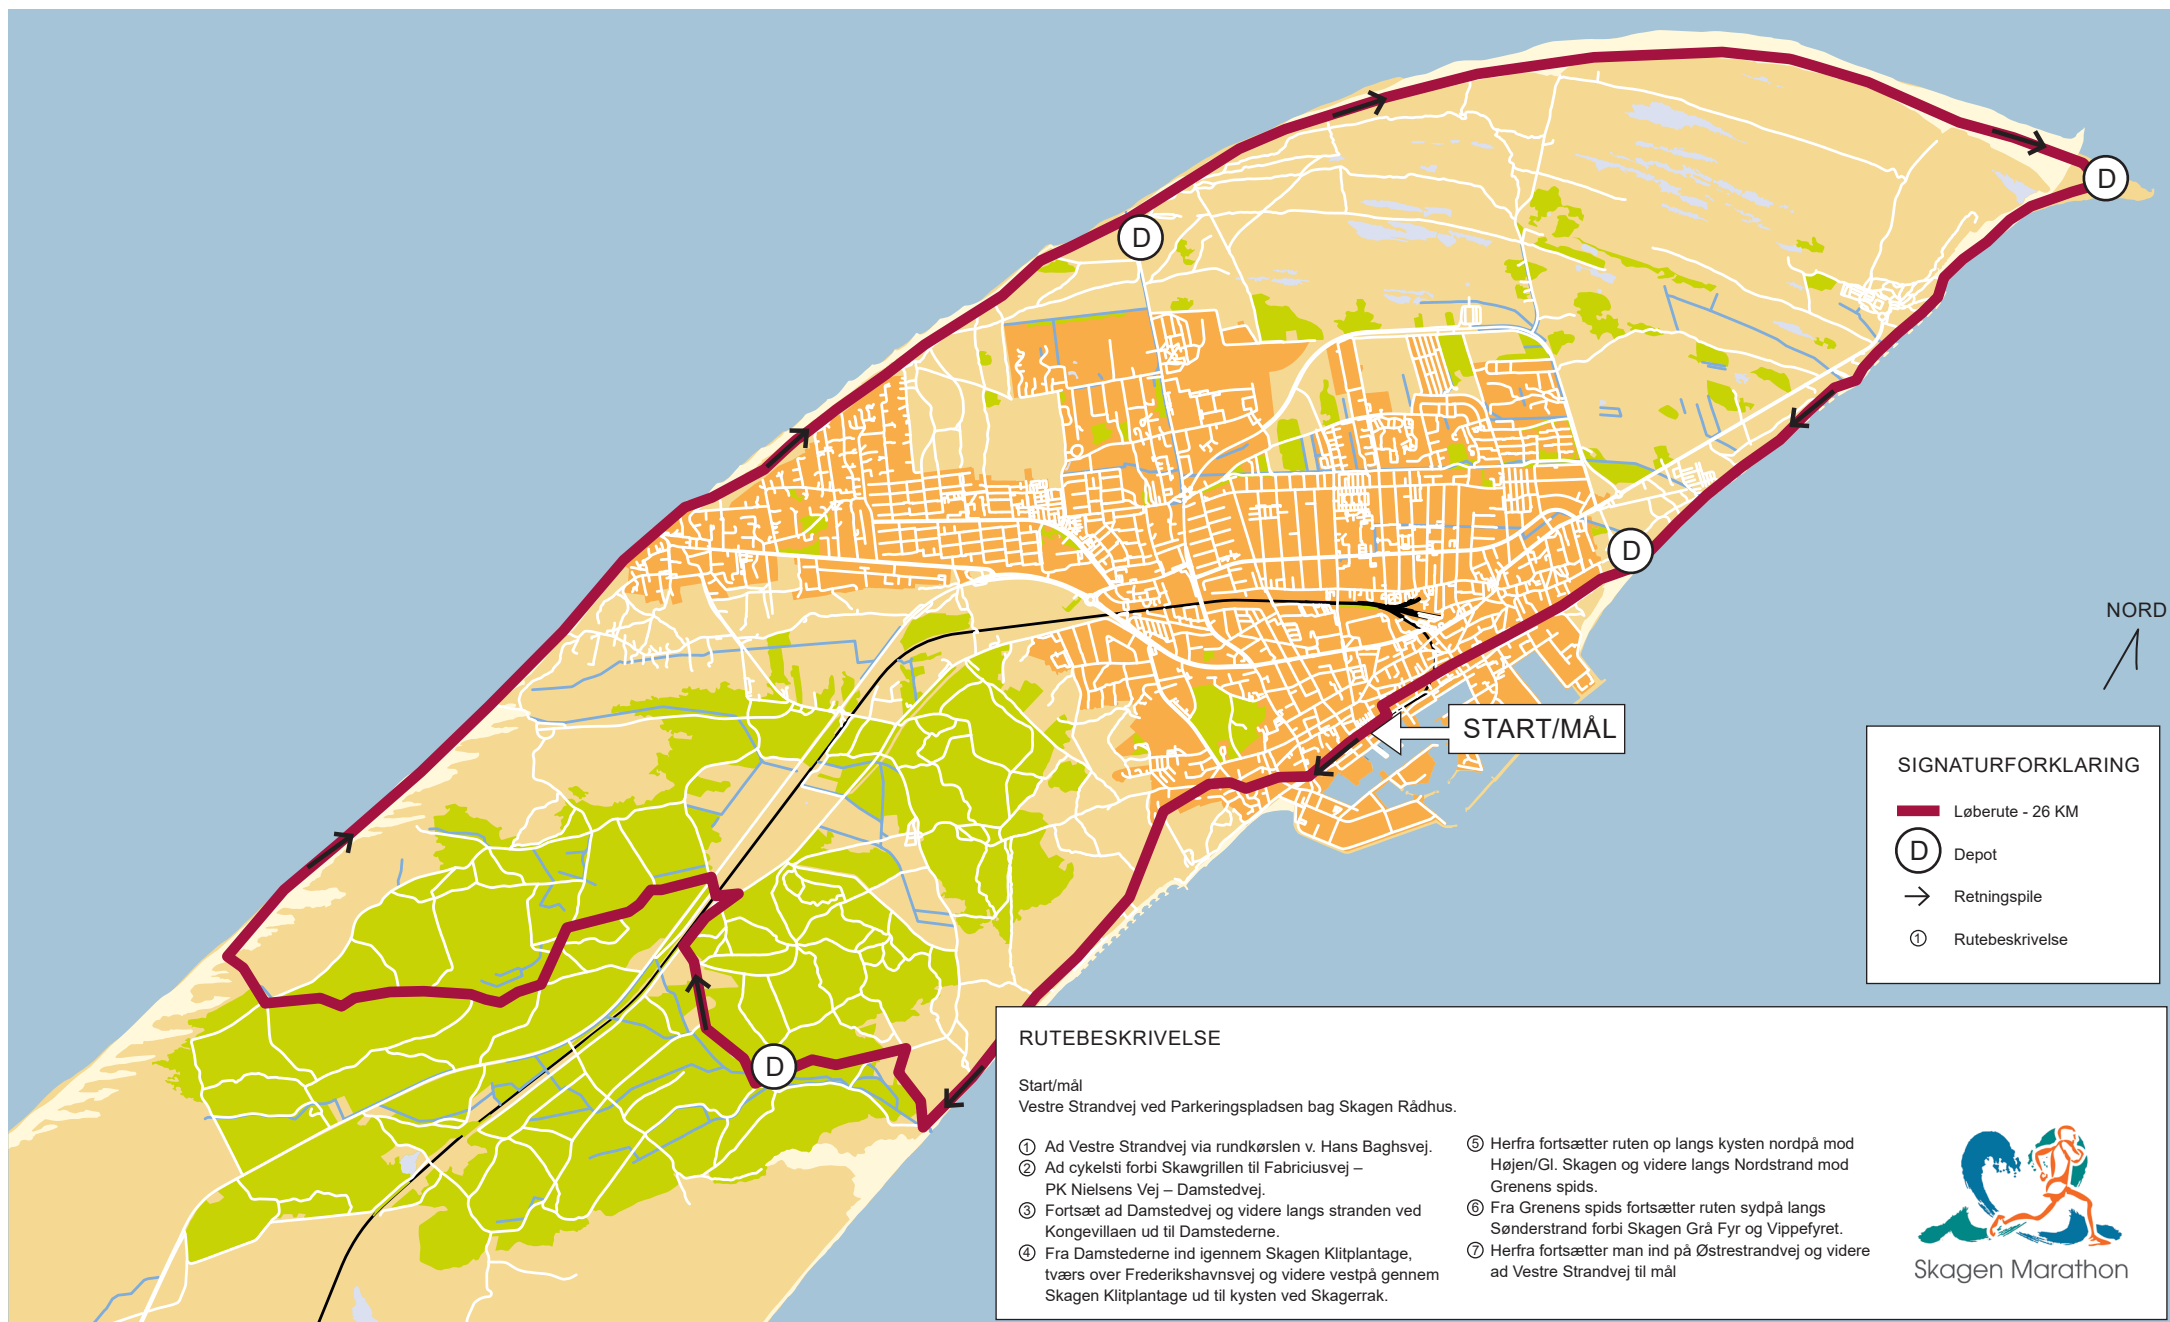 D
D
D
NORD
START/MÅL
SIGNATURFORKLARING
Løberute - 26 KM
D Depot
Retningspile
① Rutebeskrivelse
D
RUTEBESKRIVELSE
Start/mål
Vestre Strandvej ved Parkeringspladsen bag Skagen Rådhus.
① Ad Vestre Strandvej via rundkørslen v. Hans Baghsvej.
② Ad cykelsti forbi Skawgrillen til Fabriciusvej –
PK Nielsens Vej – Damstedvej.
③ Fortsæt ad Damstedvej og videre langs stranden ved
Kongevillaen ud til Damstederne.
④ Fra Damstederne ind igennem Skagen Klitplantage,
tværs over Frederikshavnsvej og videre vestpå gennem
Skagen Klitplantage ud til kysten ved Skagerrak.
⑤ Herfra fortsætter ruten op langs kysten nordpå mod
Højen/Gl. Skagen og videre langs Nordstrand mod
Grenens spids.
⑥ Fra Grenens spids fortsætter ruten sydpå langs
Sønderstrand forbi Skagen Grå Fyr og Vippefyret.
⑦ Herfra fortsætter man ind på Østrestrandvej og videre
ad Vestre Strandvej til mål
Skagen Marathon